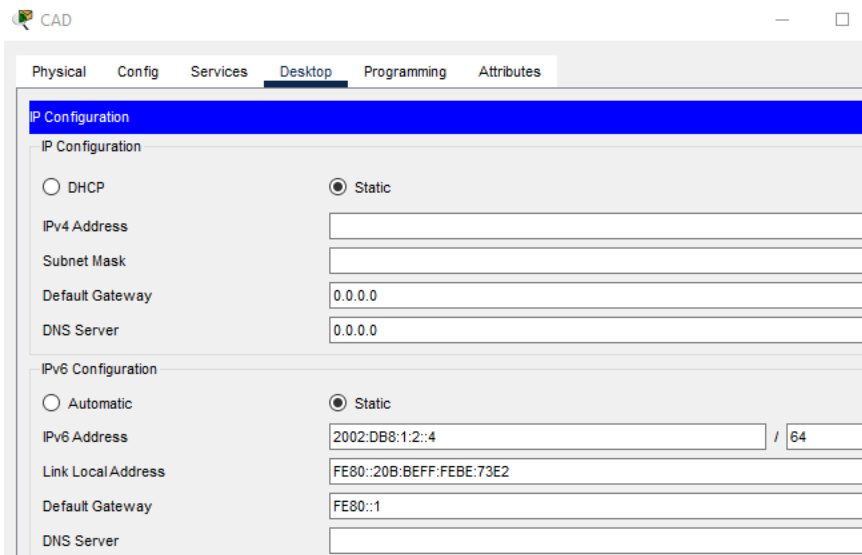 CAD
Physical Config Services Desktop Programming Attributes
IP Configuration
IP Configuration
DHCP Static
IPv4 Address
Subnet Mask
Default Gateway 0.0.0.0
DNS Server 0.0.0.0
IPv6 Configuration
Automatic Static
IPv6 Address 2002:DB8:1:2::4 / 64
Link Local Address FE80::20B:BEFF:FEBE:73E2
Default Gateway FE80::1
DNS Server